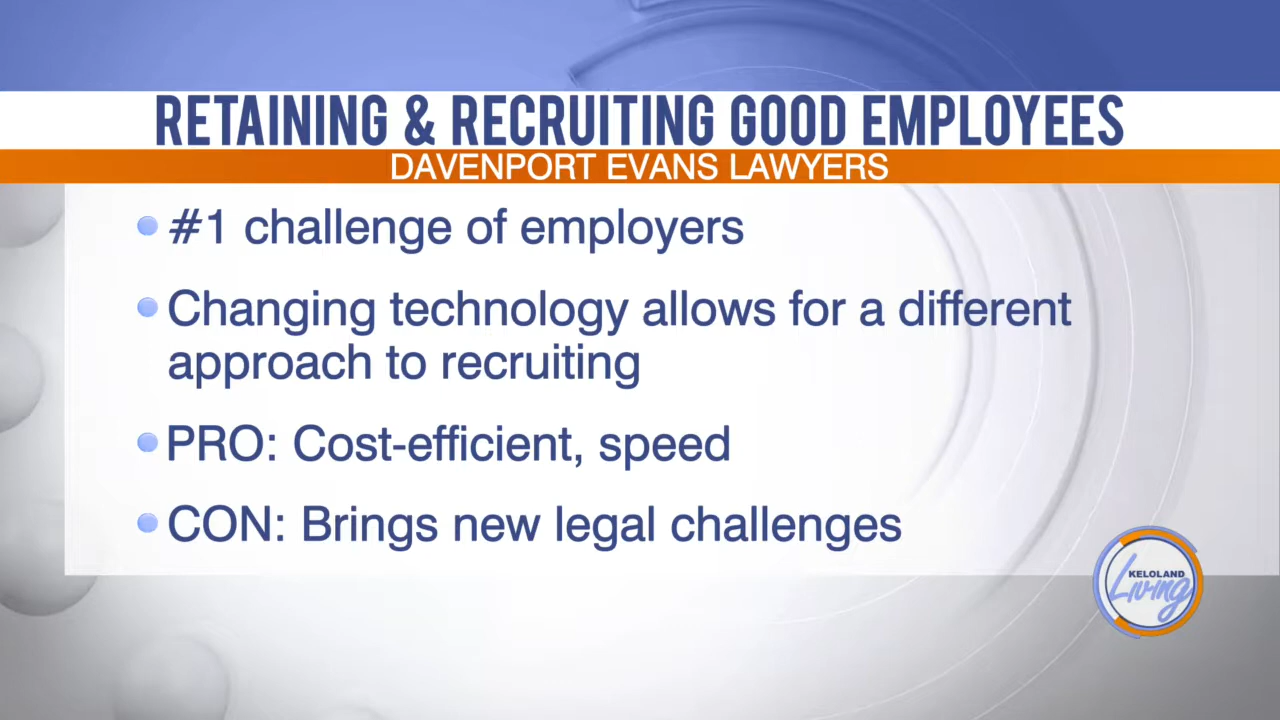 RETAINING & RECRUITING GOOD EMPLOYEES
DAVENPORT EVANS LAWYERS
#1 challenge of employers
Changing technology allows for a different
approach to recruiting
PRO: Cost-efficient, speed
CON: Brings new legal challenges
KELOLAND
Living